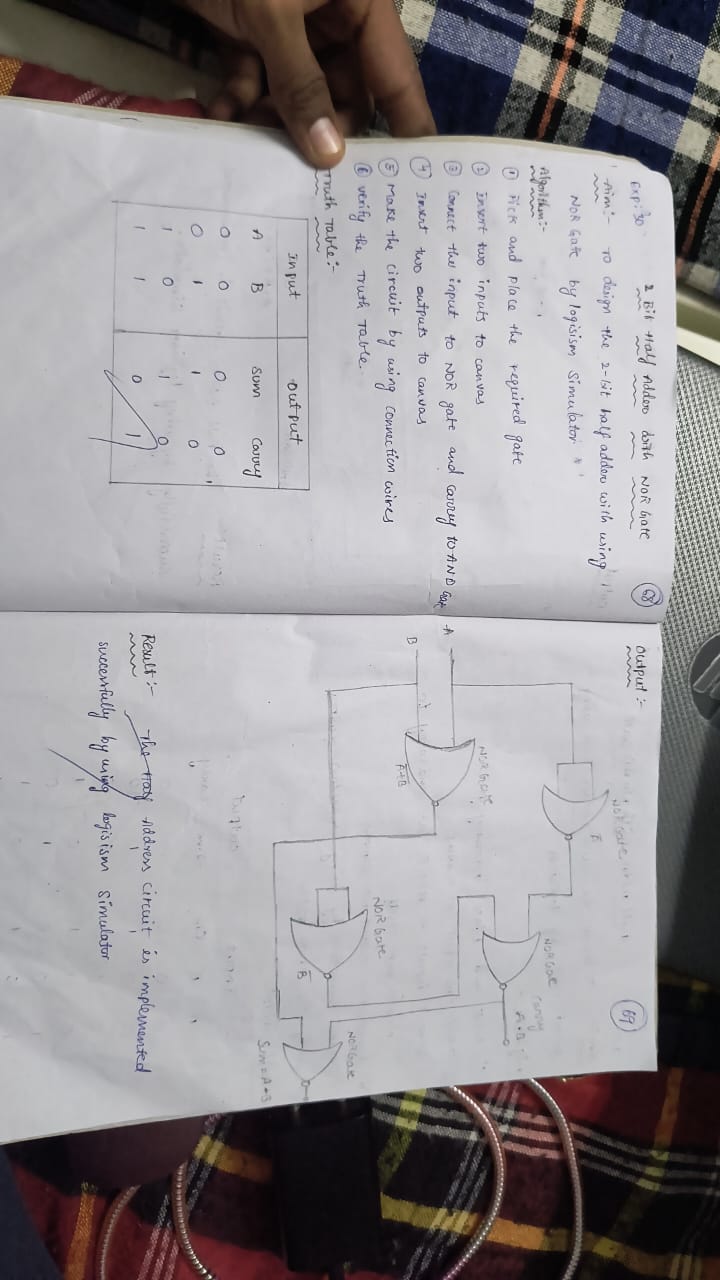 EXP: 30
2 Bit Half Adder with NOR Gate
68
Aim:- To design the 2-bit half adder with using
NOR Gate by logisism Simulator
Algorithm:-
① Pick and place the required gate
② Insert two inputs to canvas
③ Connect the input to NOR gate and carry to AND Gate
④ Insert two outputs to canvas
⑤ Make the circuit by using connection wires
⑥ Verify the Truth Table.
Truth Table:-
Input Output
A B Sum Carry
0 0 0 0
0 1 1 0
1 0 1 0
1 1 0 1
69
Output:-
NOR Gate
A̅
NOR Gate
carry
A·B
A
NOR GATE
B
A+B
NOR Gate
B̅
NOR Gate
Result:- The Half Address circuit is implemented
successfully by using logisism Simulator